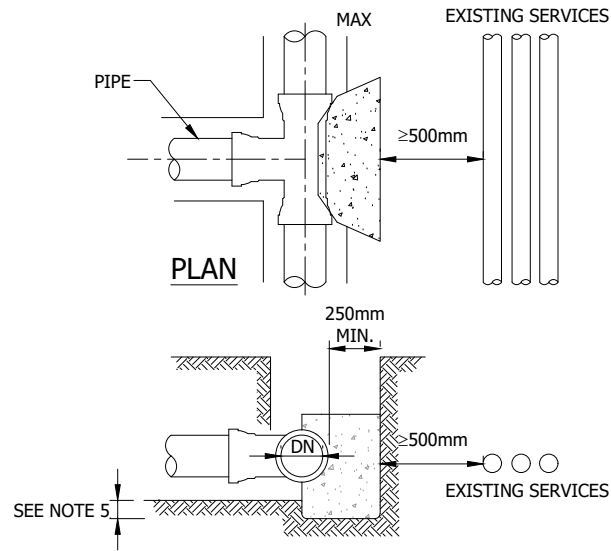 MAX
EXISTING SERVICES
PIPE
≥500mm
PLAN
250mm
MIN.
DN
≥500mm
EXISTING SERVICES
SEE NOTE 5